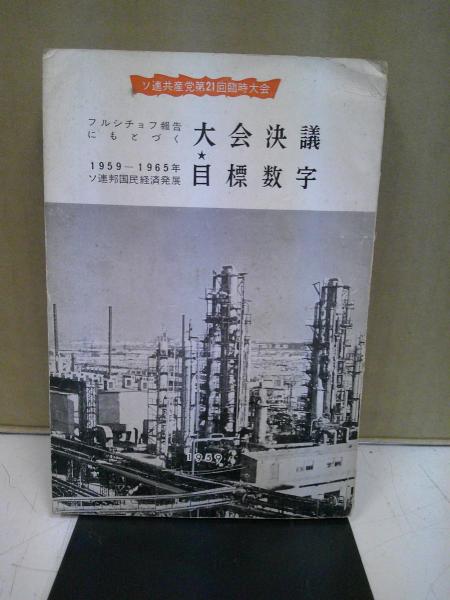 ソ連共産党第21回臨時大会
フルシチョフ報告
にもとづく
大会決議
★
1959—1965年
ソ連邦国民経済発展
目標数字
1959